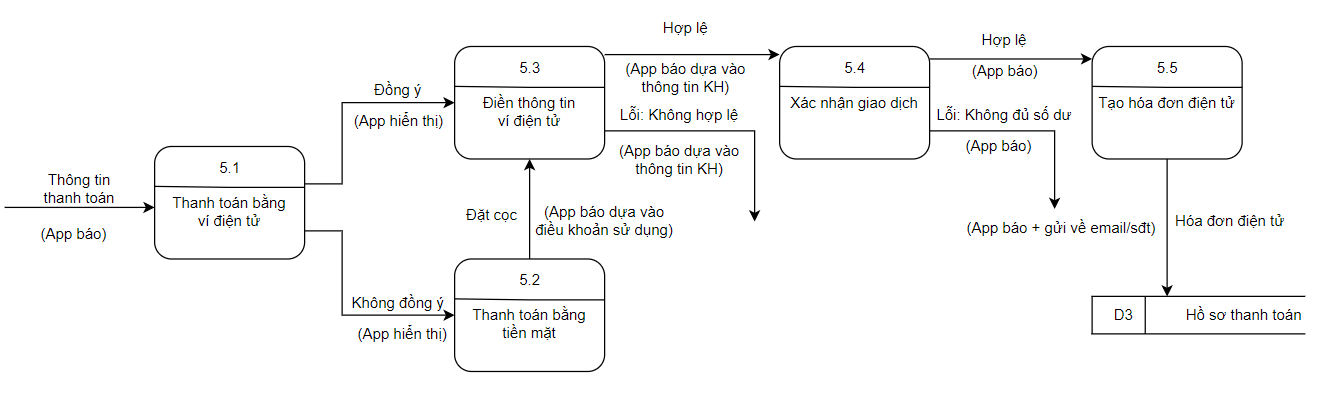 Thông tin
thanh toán
(App báo)
5.1
Thanh toán bằng
ví điện tử
Đồng ý
(App hiển thị)
Không đồng ý
(App hiển thị)
5.2
Thanh toán bằng
tiền mặt
Đặt cọc
(App báo dựa vào
điều khoản sử dụng)
5.3
Điền thông tin
ví điện tử
Hợp lệ
(App báo dựa vào
thông tin KH)
Lỗi: Không hợp lệ
(App báo dựa vào
thông tin KH)
5.4
Xác nhận giao dịch
Hợp lệ
(App báo)
Lỗi: Không đủ số dư
(App báo)
(App báo + gửi về email/sđt)
5.5
Tạo hóa đơn điện tử
Hóa đơn điện tử
D3
Hồ sơ thanh toán